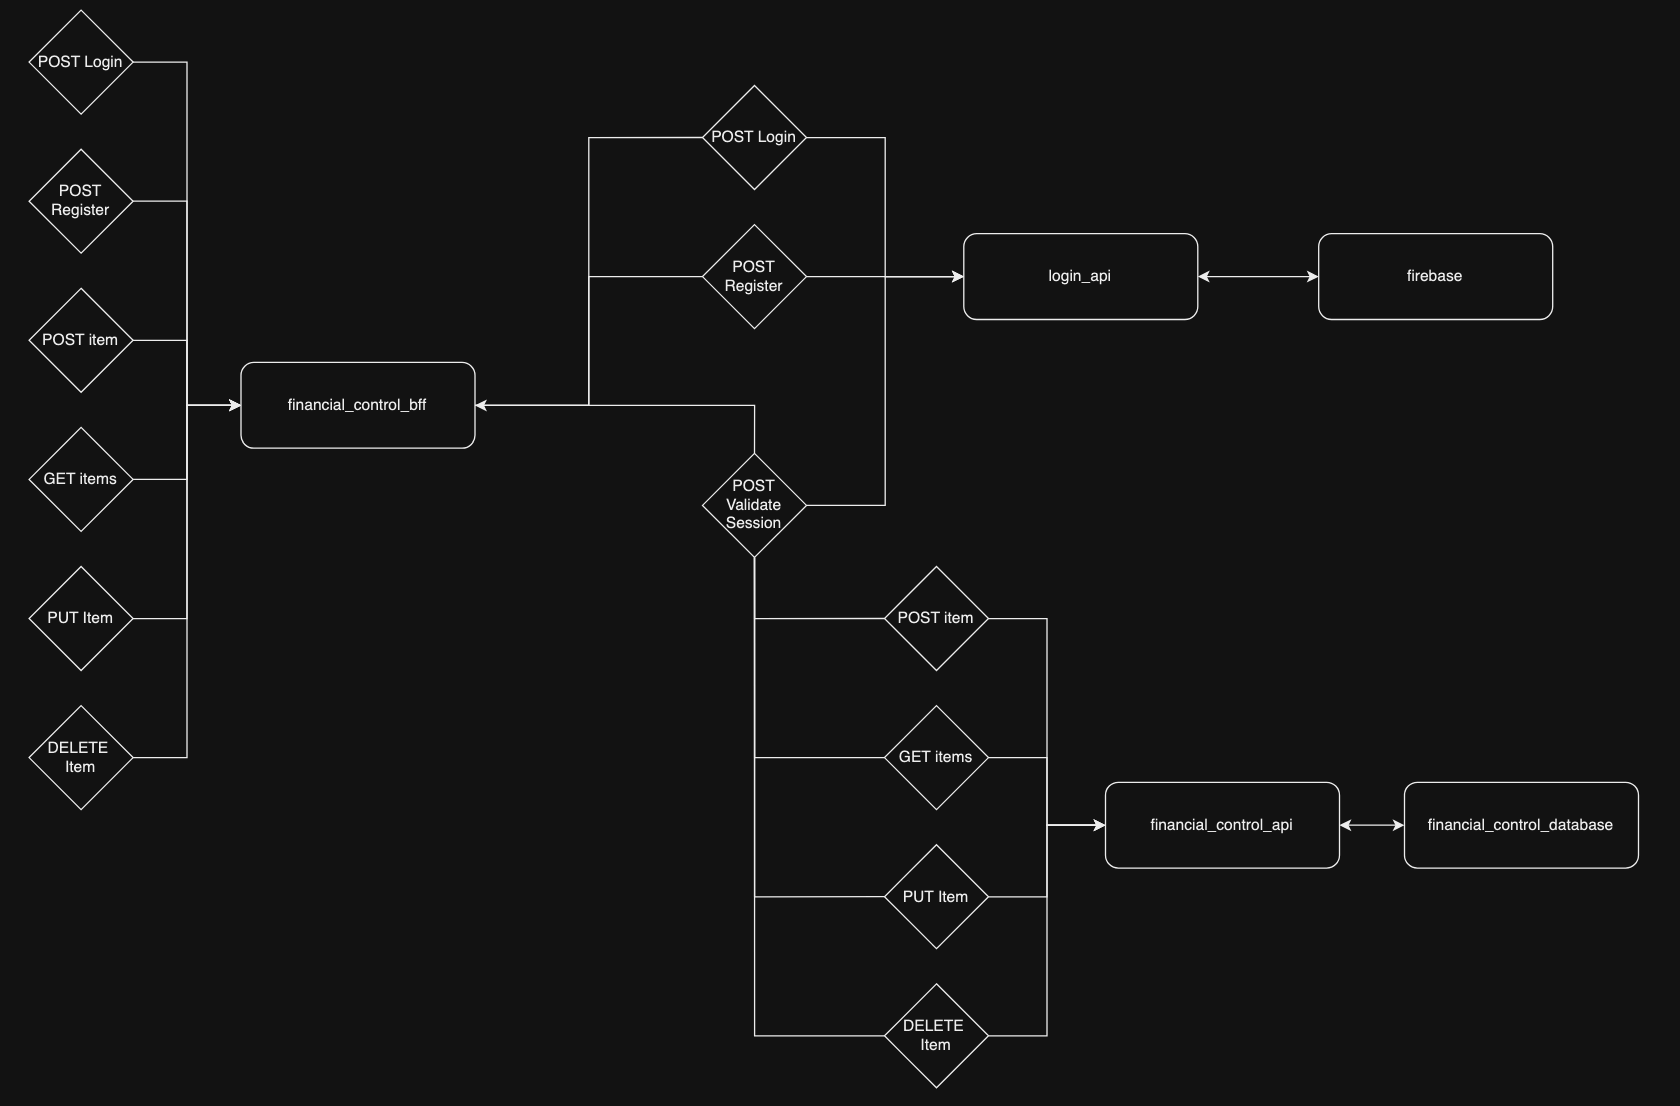 POST Login
POST
Register
POST item
GET items
PUT Item
DELETE
Item
financial_control_bff
POST Login
POST
Register
POST
Validate
Session
login_api
firebase
POST item
GET items
PUT Item
DELETE
Item
financial_control_api
financial_control_database